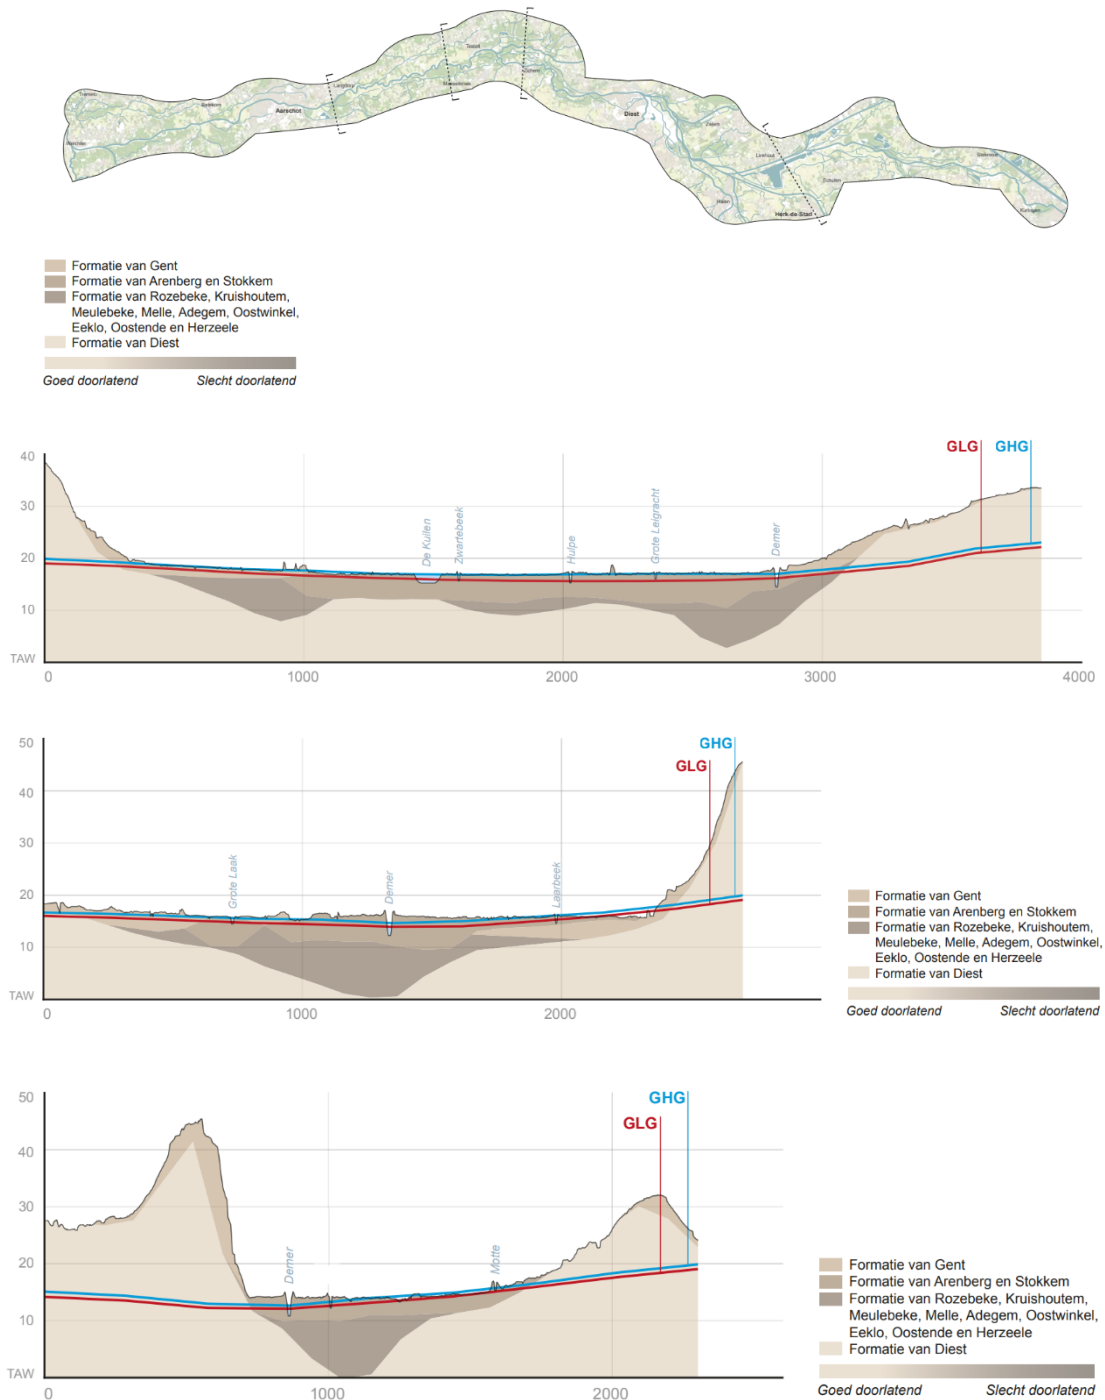 Testelt
Zichem
Langdorp
Aarschot
Diest
Zelem
Linkhout
Schulen
Halen
Herk-de-Stad
Formatie van Gent
Formatie van Arenberg en Stokkem
Formatie van Rozebeke, Kruishoutem,
Meulebeke, Melle, Adegem, Oostwinkel,
Eeklo, Oostende en Herzeele
Formatie van Diest
Goed doorlatend Slecht doorlatend
GLG GHG
40
30
20
10
TAW
De Kuilen
Zwartebeek
Hulpe
Grote Leigracht
Demer
0 1000 2000 3000 4000
GHG
GLG
50
40
30
20
10
TAW
Grote Laak
Demer
Laarbeek
0 1000 2000
Formatie van Gent
Formatie van Arenberg en Stokkem
Formatie van Rozebeke, Kruishoutem,
Meulebeke, Melle, Adegem, Oostwinkel,
Eeklo, Oostende en Herzeele
Formatie van Diest
Goed doorlatend Slecht doorlatend
GHG
GLG
50
40
30
20
10
TAW
Demer
Motte
0 1000 2000
Formatie van Gent
Formatie van Arenberg en Stokkem
Formatie van Rozebeke, Kruishoutem,
Meulebeke, Melle, Adegem, Oostwinkel,
Eeklo, Oostende en Herzeele
Formatie van Diest
Goed doorlatend Slecht doorlatend